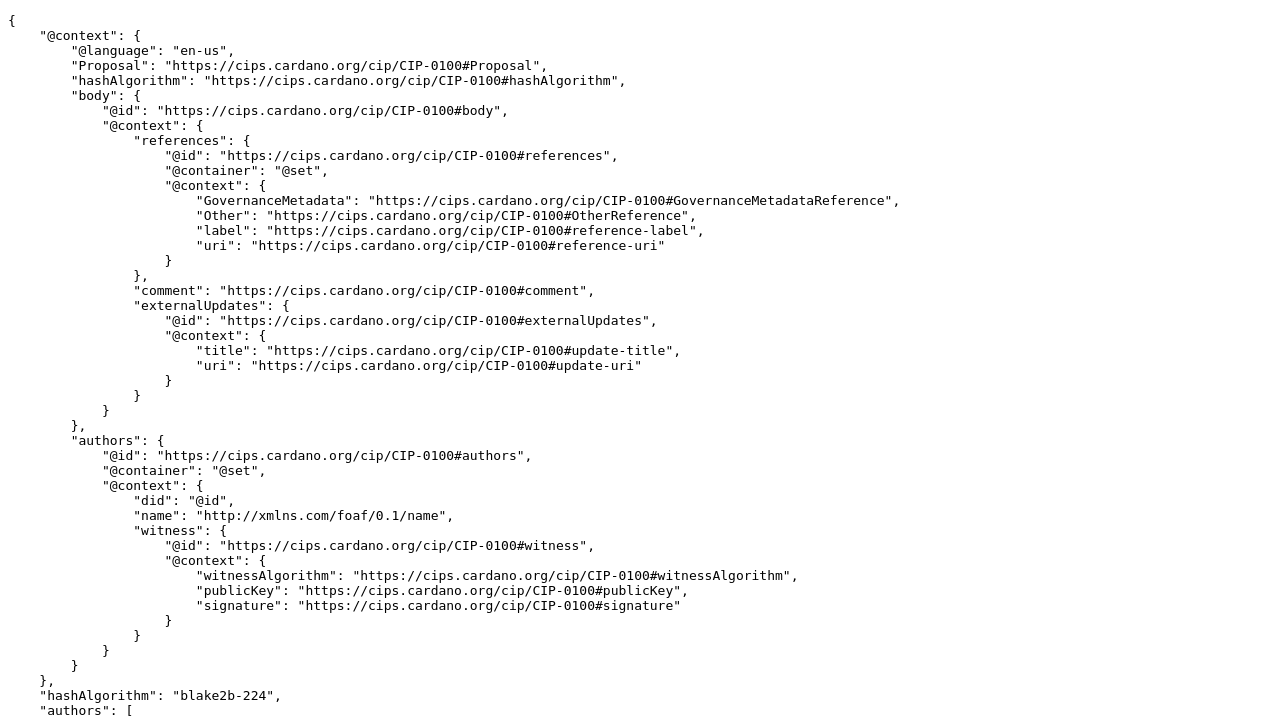 {
    "@context": {
        "@language": "en-us",
        "Proposal": "https://cips.cardano.org/cip/CIP-0100#Proposal",
        "hashAlgorithm": "https://cips.cardano.org/cip/CIP-0100#hashAlgorithm",
        "body": {
            "@id": "https://cips.cardano.org/cip/CIP-0100#body",
            "@context": {
                "references": {
                    "@id": "https://cips.cardano.org/cip/CIP-0100#references",
                    "@container": "@set",
                    "@context": {
                        "GovernanceMetadata": "https://cips.cardano.org/cip/CIP-0100#GovernanceMetadataReference",
                        "Other": "https://cips.cardano.org/cip/CIP-0100#OtherReference",
                        "label": "https://cips.cardano.org/cip/CIP-0100#reference-label",
                        "uri": "https://cips.cardano.org/cip/CIP-0100#reference-uri"
                    }
                },
                "comment": "https://cips.cardano.org/cip/CIP-0100#comment",
                "externalUpdates": {
                    "@id": "https://cips.cardano.org/cip/CIP-0100#externalUpdates",
                    "@context": {
                        "title": "https://cips.cardano.org/cip/CIP-0100#update-title",
                        "uri": "https://cips.cardano.org/cip/CIP-0100#update-uri"
                    }
                }
            }
        },
        "authors": {
            "@id": "https://cips.cardano.org/cip/CIP-0100#authors",
            "@container": "@set",
            "@context": {
                "did": "@id",
                "name": "http://xmlns.com/foaf/0.1/name",
                "witness": {
                    "@id": "https://cips.cardano.org/cip/CIP-0100#witness",
                    "@context": {
                        "witnessAlgorithm": "https://cips.cardano.org/cip/CIP-0100#witnessAlgorithm",
                        "publicKey": "https://cips.cardano.org/cip/CIP-0100#publicKey",
                        "signature": "https://cips.cardano.org/cip/CIP-0100#signature"
                    }
                }
            }
        }
    },
    "hashAlgorithm": "blake2b-224",
    "authors": [